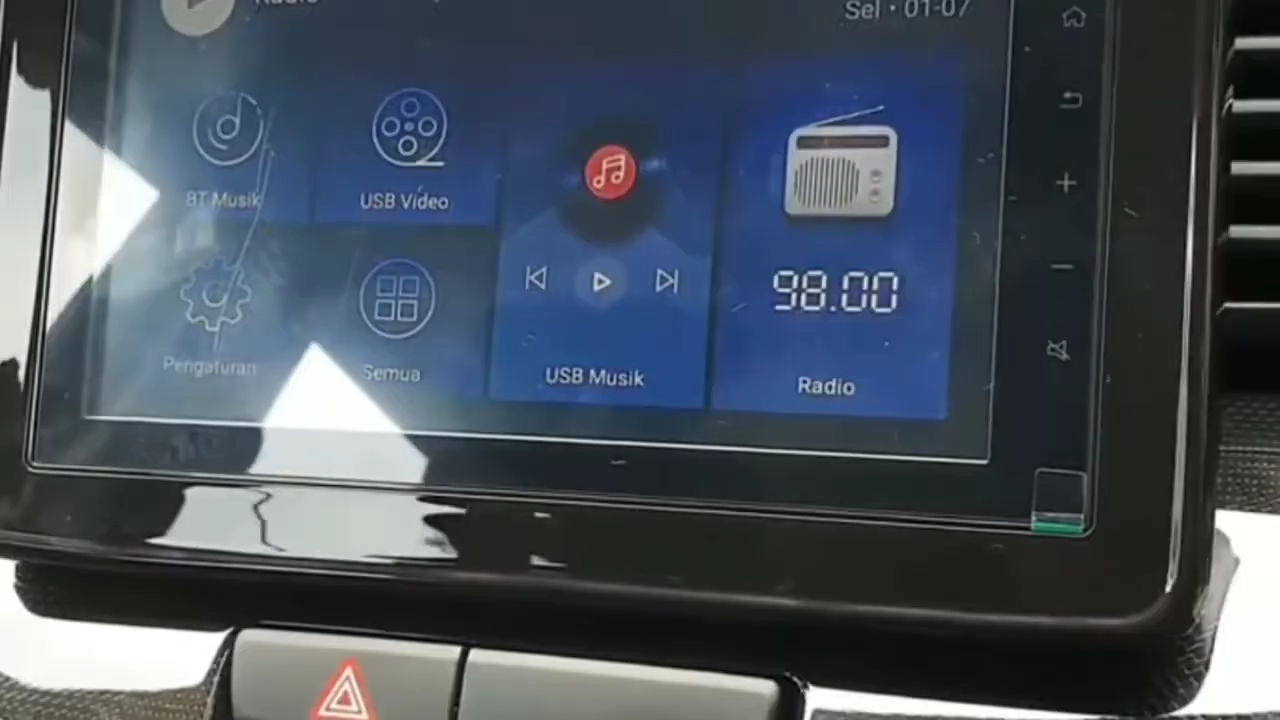 Radio
Sel • 01-07
BT Musik
USB Video
98.00
Pengaturan
Semua
USB Musik
Radio